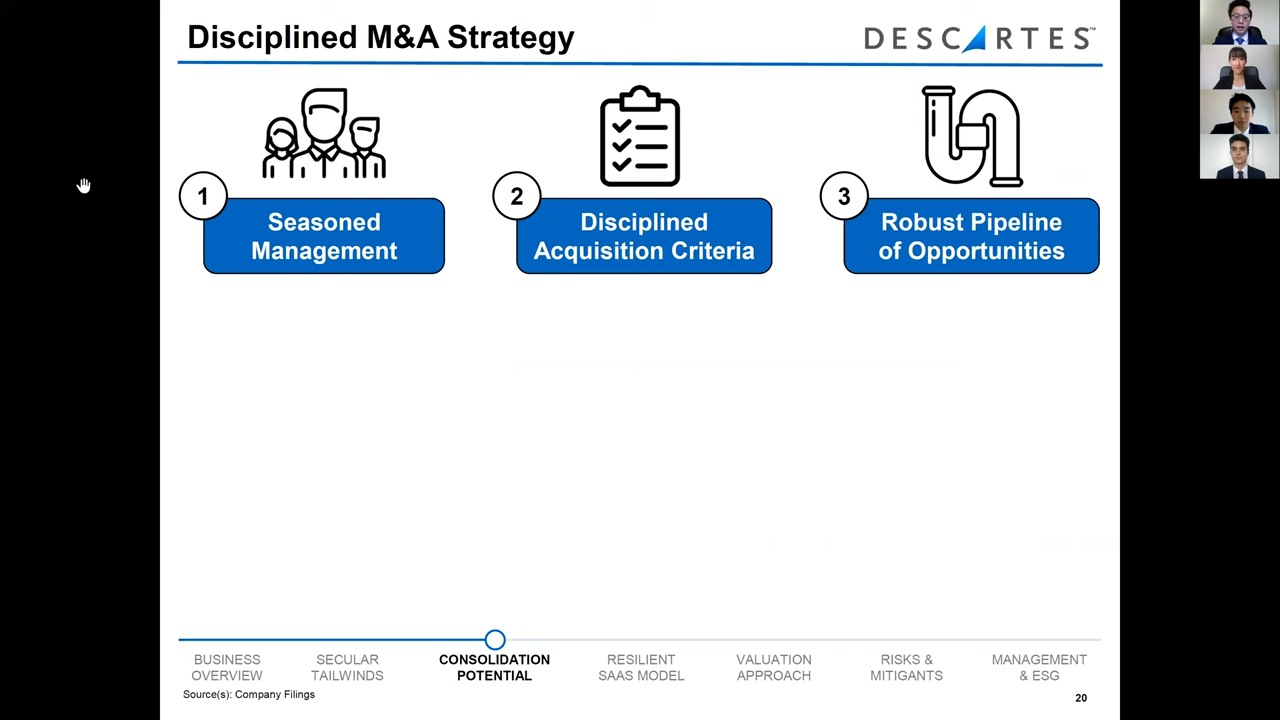 Disciplined M&A Strategy
DESCARTES™
1
Seasoned
Management
2
Disciplined
Acquisition Criteria
3
Robust Pipeline
of Opportunities
BUSINESS
OVERVIEW
SECULAR
TAILWINDS
CONSOLIDATION
POTENTIAL
RESILIENT
SAAS MODEL
VALUATION
APPROACH
RISKS &
MITIGANTS
MANAGEMENT
& ESG
Source(s): Company Filings
20